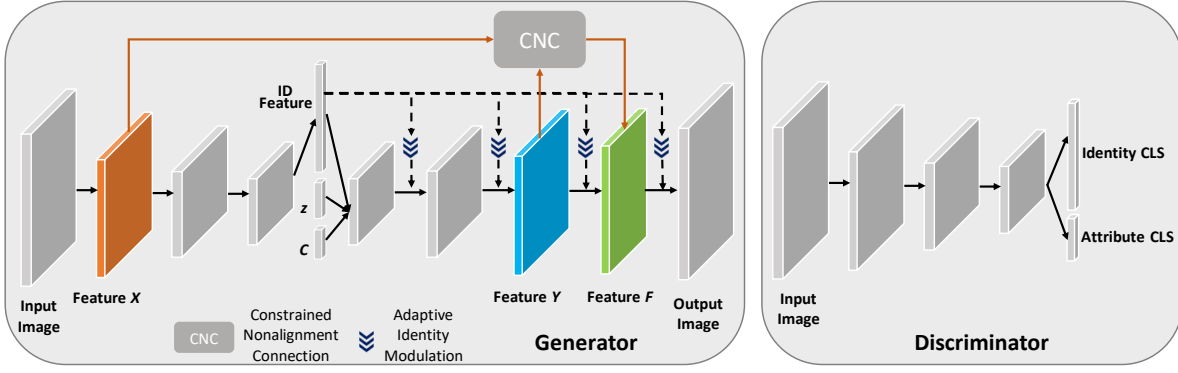 CNC
ID
Feature
z
C
Input
Image
Feature X
Feature Y
Feature F
Output
Image
CNC
Constrained
Nonalignment
Connection
Adaptive
Identity
Modulation
Generator
Identity CLS
Attribute CLS
Input
Image
Discriminator